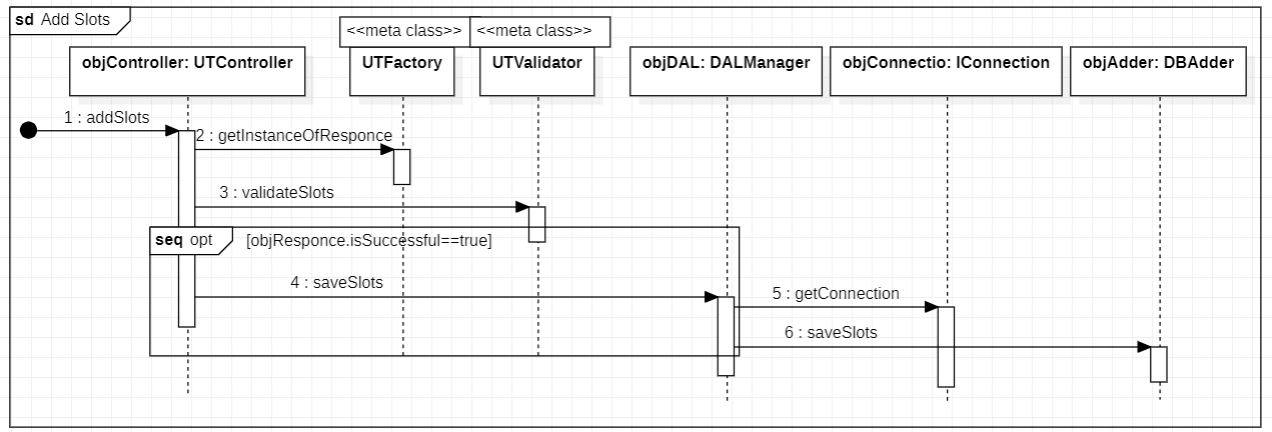 sd Add Slots
<<meta class>> <<meta class>>
objController: UTController UTFactory UTValidator objDAL: DALManager objConnectio: IConnection objAdder: DBAdder
1 : addSlots
2 : getInstanceOfResponce
3 : validateSlots
seq opt [objResponce.isSuccessful==true]
4 : saveSlots
5 : getConnection
6 : saveSlots